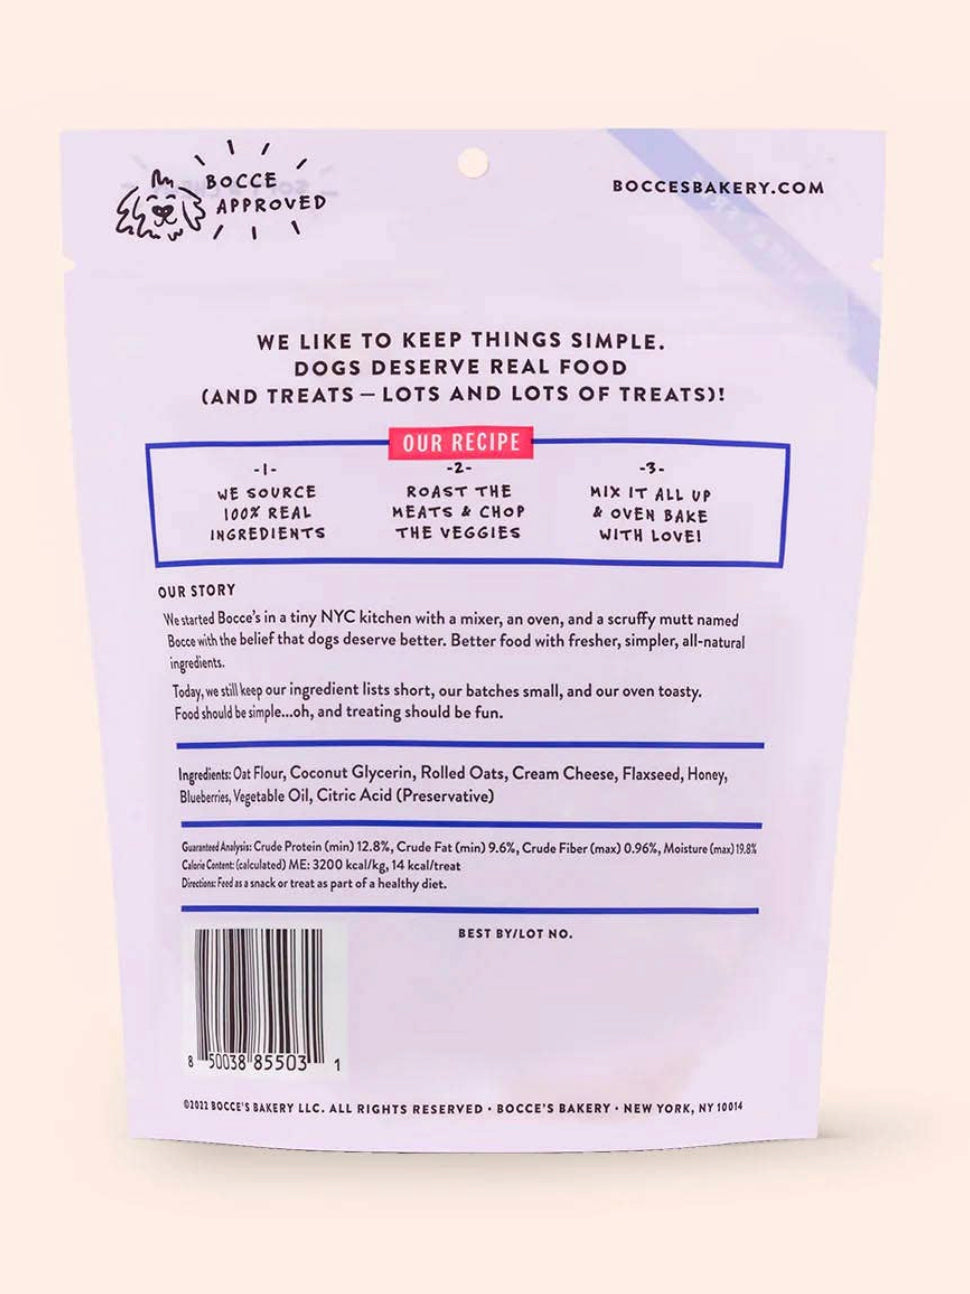 BOCCE
APPROVED
BOCCESBAKERY.COM
WE LIKE TO KEEP THINGS SIMPLE.
DOGS DESERVE REAL FOOD
(AND TREATS — LOTS AND LOTS OF TREATS)!
OUR RECIPE
-1-
WE SOURCE
100% REAL
INGREDIENTS
-2-
ROAST THE
MEATS & CHOP
THE VEGGIES
-3-
MIX IT ALL UP
& OVEN BAKE
WITH LOVE!
OUR STORY
We started Bocce's in a tiny NYC kitchen with a mixer, an oven, and a scruffy mutt named
Bocce with the belief that dogs deserve better. Better food with fresher, simpler, all-natural
ingredients.
Today, we still keep our ingredient lists short, our batches small, and our oven toasty.
Food should be simple...oh, and treating should be fun.
Ingredients: Oat Flour, Coconut Glycerin, Rolled Oats, Cream Cheese, Flaxseed, Honey,
Blueberries, Vegetable Oil, Citric Acid (Preservative)
Guaranteed Analysis: Crude Protein (min) 12.8%, Crude Fat (min) 9.6%, Crude Fiber (max) 0.96%, Moisture (max) 19.8%
Calorie Content: (calculated) ME: 3200 kcal/kg, 14 kcal/treat
Directions: Feed as a snack or treat as part of a healthy diet.
BEST BY/LOT NO.
8 50038 85503 1
©2022 BOCCE'S BAKERY LLC. ALL RIGHTS RESERVED · BOCCE'S BAKERY · NEW YORK, NY 10014